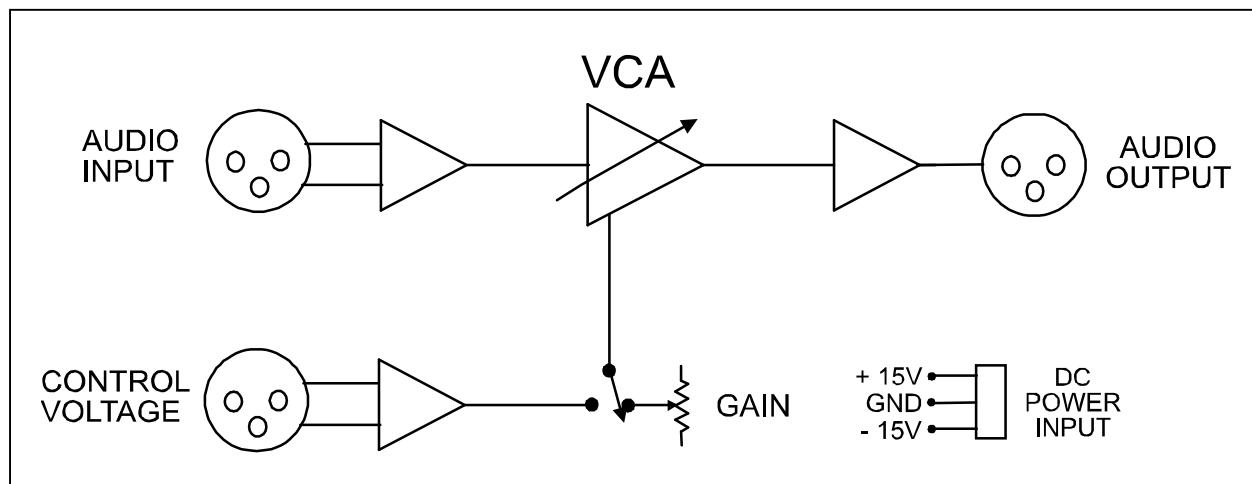 VCA
AUDIO
INPUT
AUDIO
OUTPUT
CONTROL
VOLTAGE
GAIN
+ 15V
GND
- 15V
DC
POWER
INPUT